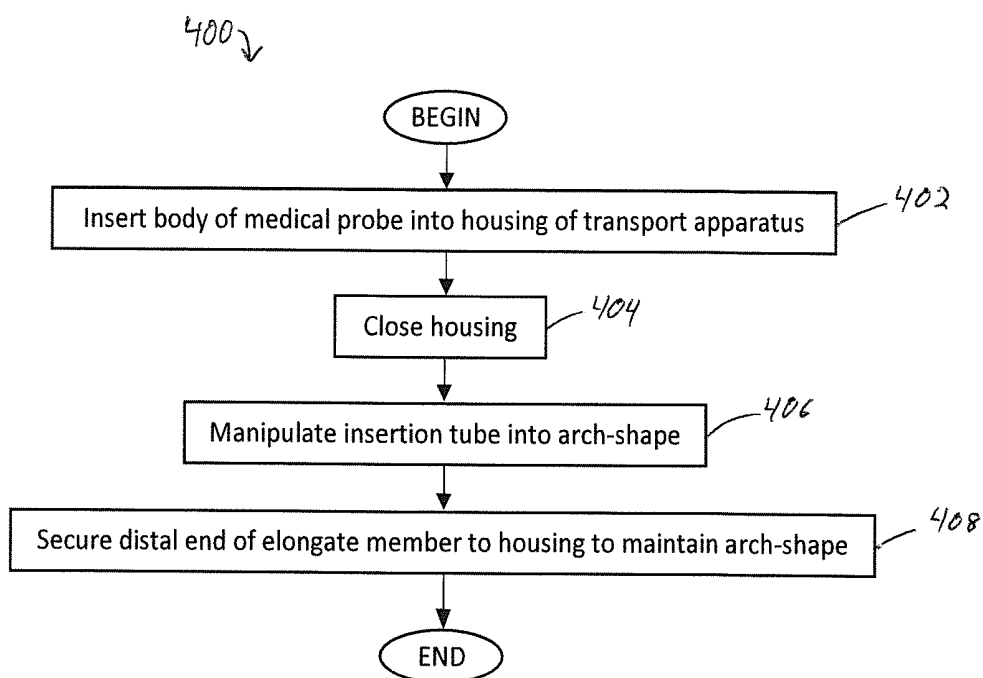 400
BEGIN
Insert body of medical probe into housing of transport apparatus
402
Close housing
404
Manipulate insertion tube into arch-shape
406
Secure distal end of elongate member to housing to maintain arch-shape
408
END